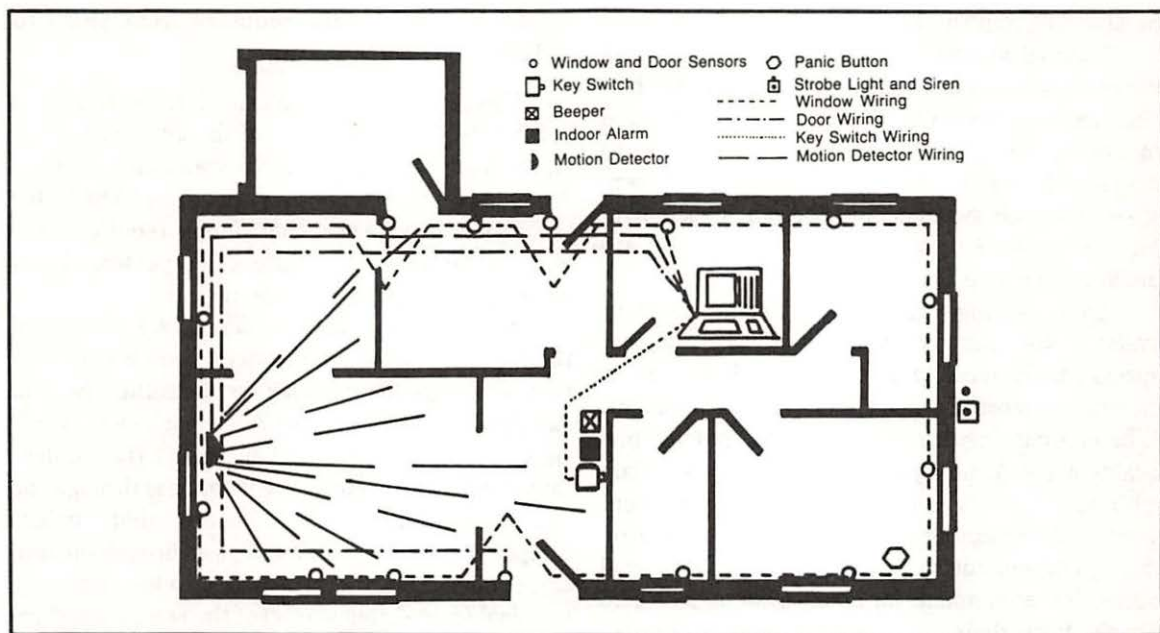 Window and Door Sensors
Key Switch
Beeper
Indoor Alarm
Motion Detector
Panic Button
Strobe Light and Siren
Window Wiring
Door Wiring
Key Switch Wiring
Motion Detector Wiring